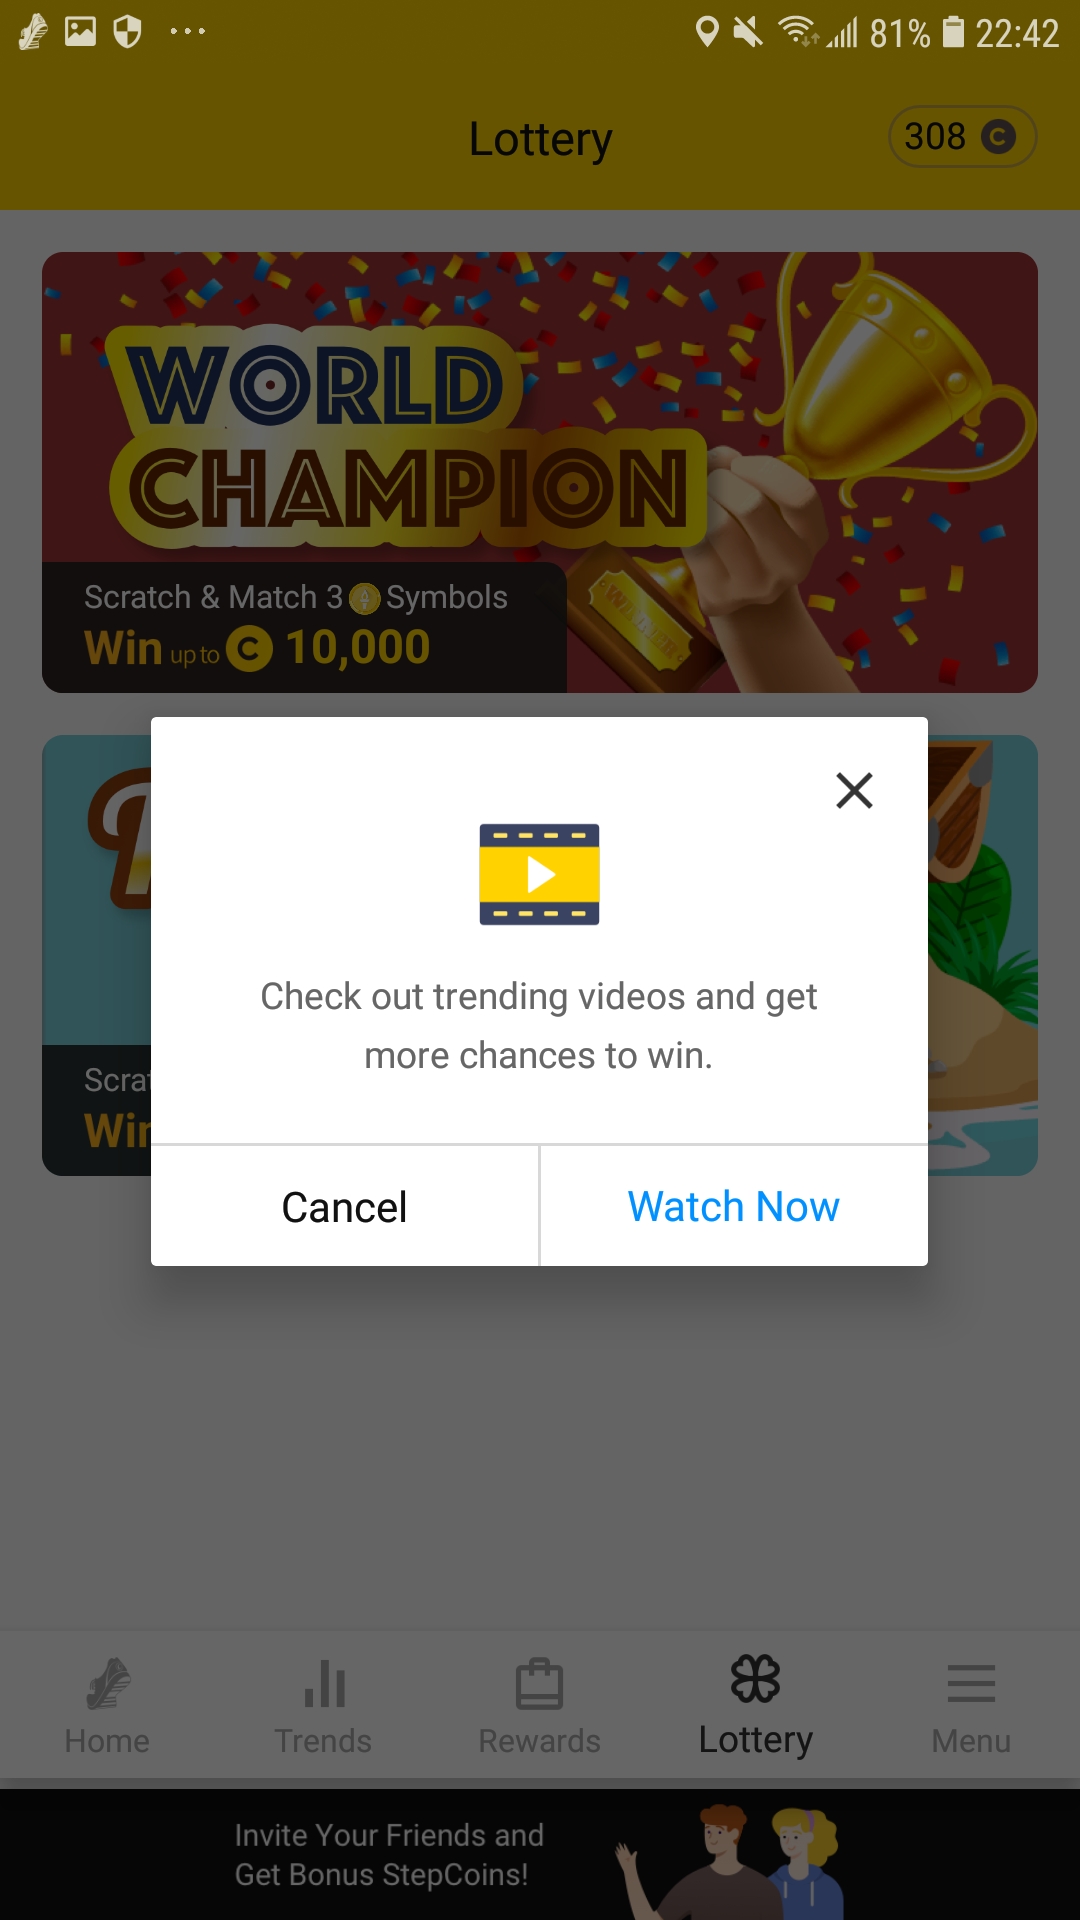 81% 22:42
Lottery
308 C
WORLD
CHAMPION
WINNER
Scratch & Match 3 Symbols
Win up to C 10,000
Check out trending videos and get
more chances to win.
Cancel
Watch Now
Home
Trends
Rewards
Lottery
Menu
Invite Your Friends and
Get Bonus StepCoins!